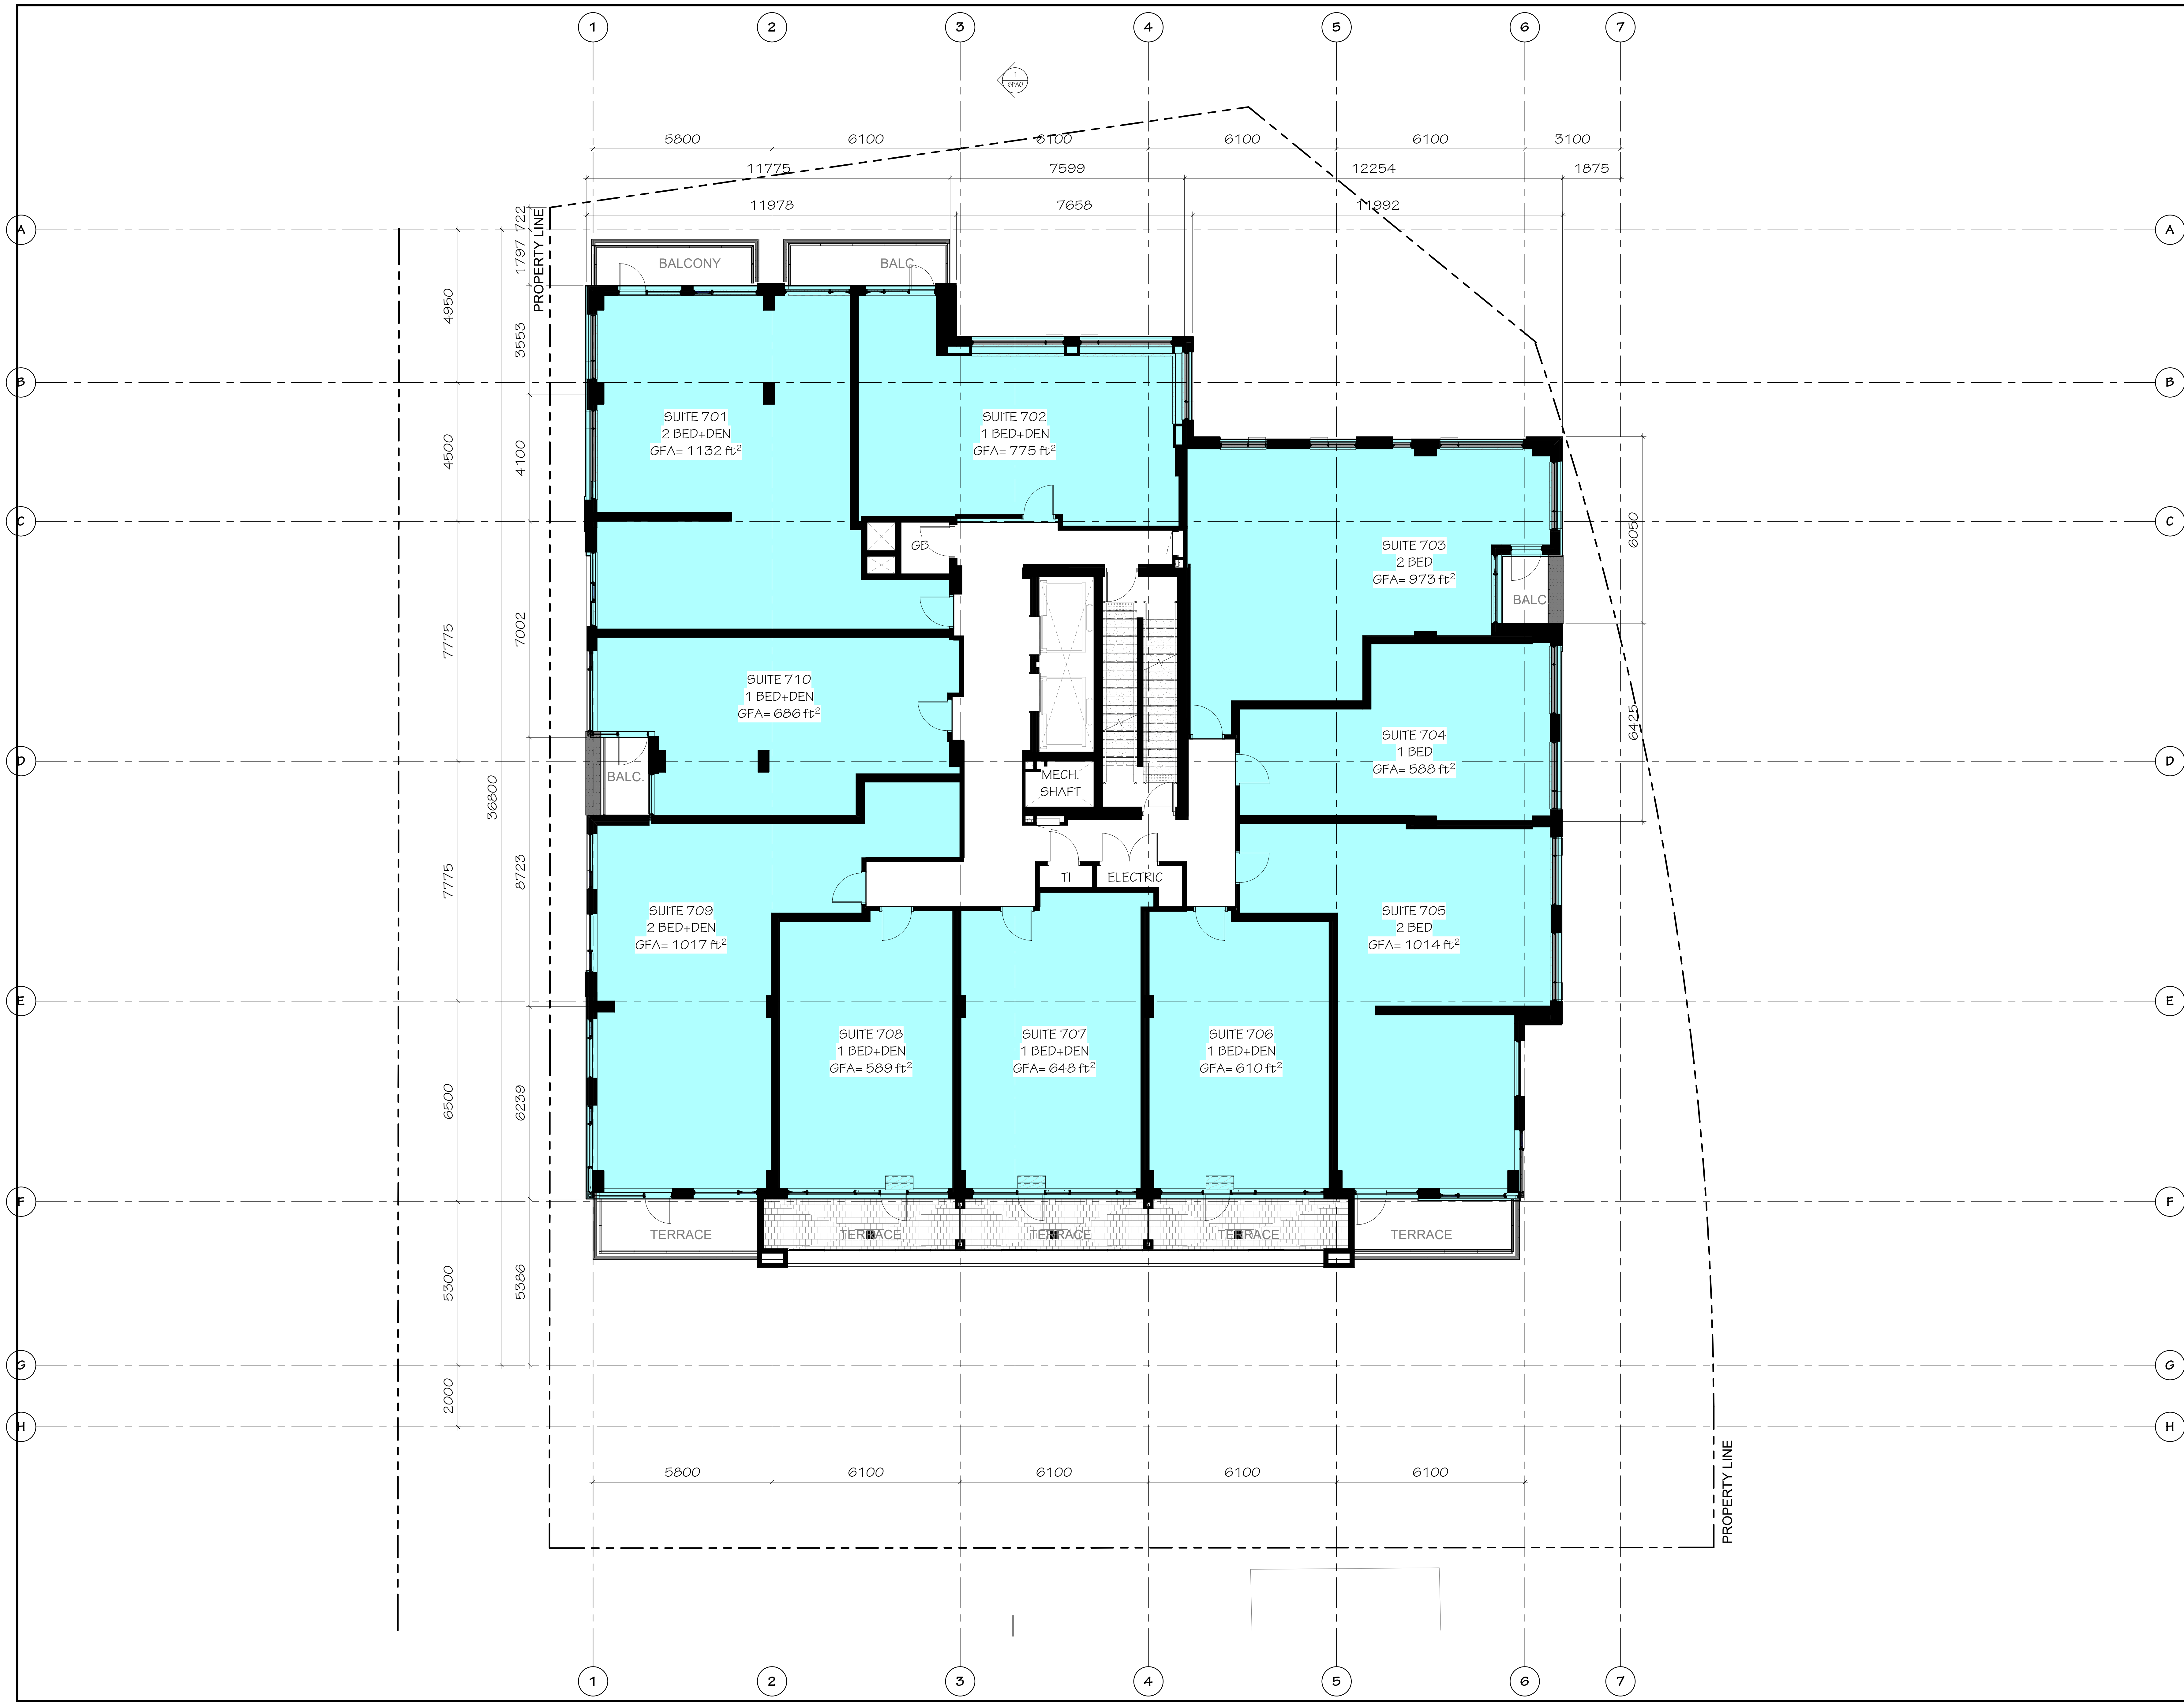 1 2 3 4 5 6 7
1
SPA0
5800 6100 6100 6100 6100 3100
11775 7599 12254 1875
11978 7658 11992
722
PROPERTY LINE
A A
1797
BALCONY BALC.
4950
3553
B B
SUITE 701
2 BED+DEN
GFA= 1132 ft²
SUITE 702
1 BED+DEN
GFA= 775 ft²
4500
4100
C C
GB
SUITE 703
2 BED
GFA= 973 ft²
6050
BALC.
7775
7002
SUITE 710
1 BED+DEN
GFA= 686 ft²
SUITE 704
1 BED
GFA= 588 ft²
6425
D D
BALC.
MECH.
SHAFT
36800
7775
8723
TI ELECTRIC
SUITE 709
2 BED+DEN
GFA= 1017 ft²
SUITE 705
2 BED
GFA= 1014 ft²
E E
SUITE 708
1 BED+DEN
GFA= 589 ft²
SUITE 707
1 BED+DEN
GFA= 648 ft²
SUITE 706
1 BED+DEN
GFA= 610 ft²
6500
6239
F F
TERRACE TERRACE TERRACE TERRACE TERRACE
5300
5386
G G
2000
H H
PROPERTY LINE
5800 6100 6100 6100 6100
1 2 3 4 5 6 7